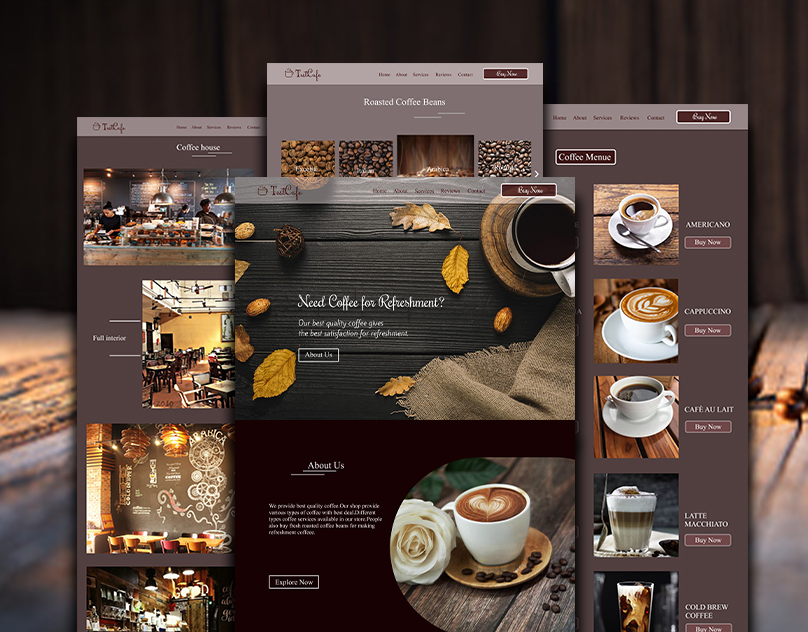 TastCafe
Home About Services Reviews Contact
Buy Now
Roasted Coffee Beans
Excelsa
Arabica
TastCafe
Home About Services Reviews Contact
Coffee house
Full interior
2010
ARABICA
COFFEE
GOOD
Home About Services Reviews Contact
Buy Now
Coffee Menue
AMERICANO
Buy Now
CAPPUCCINO
Buy Now
CAFÉ AU LAIT
Buy Now
LATTE
MACCHIATO
Buy Now
COLD BREW
COFFEE
Buy Now
TastCafe
Home About Services Reviews Contact
Buy Now
Need Coffee for Refreshment?
Our best quality coffee gives
the best satisfaction for refreshment.
About Us
About Us
We provide best quality coffee.Our shop provide
various types of coffee with best deal.Different
types coffee services available in our store.People
also buy fresh roasted coffee beans for making
refreshment coffeee.
Explore Now